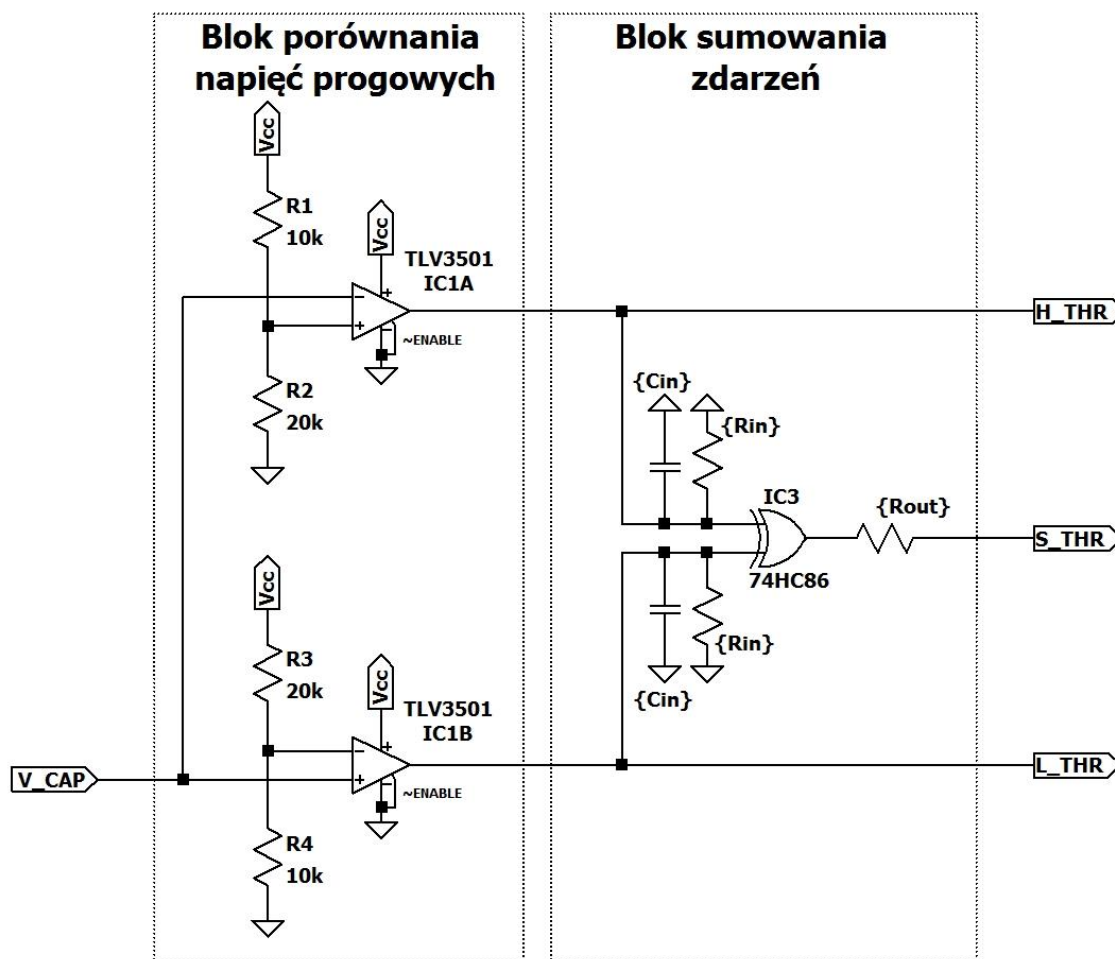 Blok porównania
napięć progowych
Blok sumowania
zdarzeń
Vcc
R1
10k
Vcc
TLV3501
IC1A
~ENABLE
H_THR
R2
20k
{Cin}
{Rin}
IC3
{Rout}
S_THR
74HC86
Vcc
{Rin}
{Cin}
R3
20k
Vcc
TLV3501
IC1B
V_CAP
~ENABLE
L_THR
R4
10k